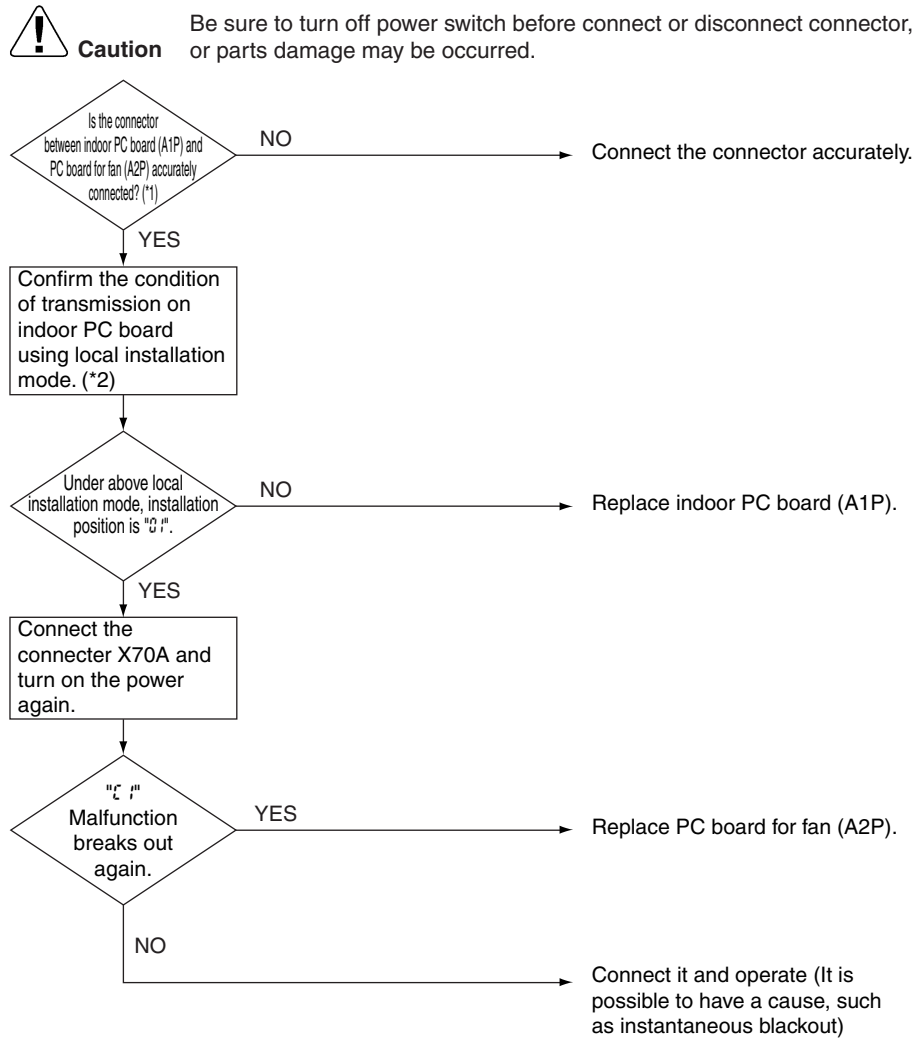 Caution
Be sure to turn off power switch before connect or disconnect connector,
or parts damage may be occurred.
Is the connector
between indoor PC board (A1P) and
PC board for fan (A2P) accurately
connected? (*1)
NO
Connect the connector accurately.
YES
Confirm the condition
of transmission on
indoor PC board
using local installation
mode. (*2)
Under above local
installation mode, installation
position is "01".
NO
Replace indoor PC board (A1P).
YES
Connect the
connecter X70A and
turn on the power
again.
"C1"
Malfunction
breaks out
again.
YES
Replace PC board for fan (A2P).
NO
Connect it and operate (It is
possible to have a cause, such
as instantaneous blackout)